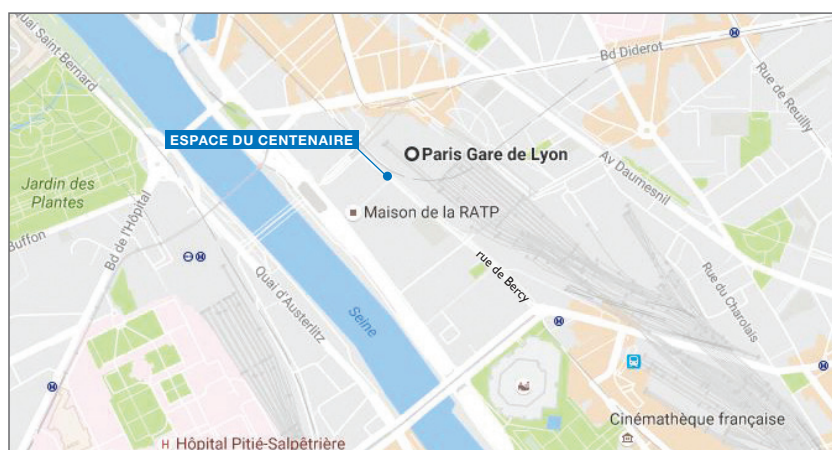 Quai Saint-Bernard
Bd Diderot
Rue de Reuilly
ESPACE DU CENTENAIRE
Paris Gare de Lyon
Av Daumesnil
Jardin des
Plantes
Maison de la RATP
Buffon
Bd de l'Hôpital
rue de Bercy
Rue du Charolais
Quai d'Austerlitz
Seine
Cinémathèque française
H Hôpital Pitié-Salpêtrière